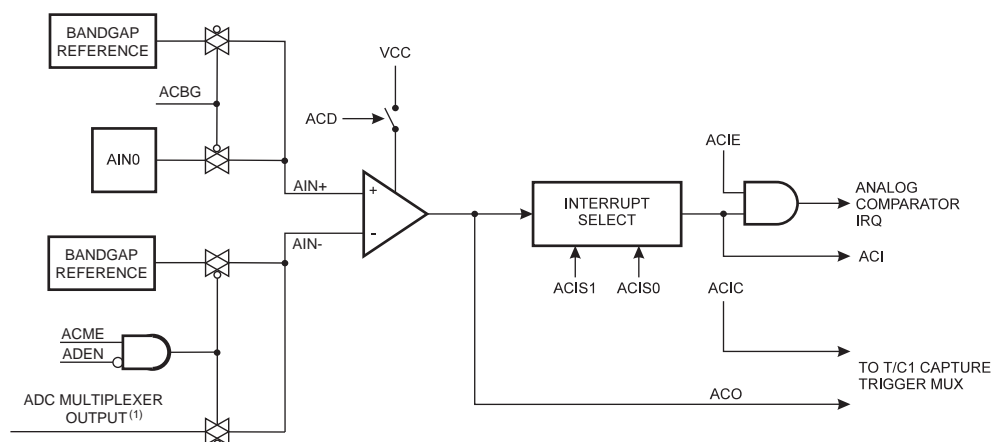 BANDGAP
REFERENCE
ACBG
AIN0
VCC
ACD
AIN+
+
-
AIN-
BANDGAP
REFERENCE
ACME
ADEN
ADC MULTIPLEXER
OUTPUT (1)
INTERRUPT
SELECT
ACIS1 ACIS0
ACIE
ANALOG
COMPARATOR
IRQ
ACI
ACIC
TO T/C1 CAPTURE
TRIGGER MUX
ACO